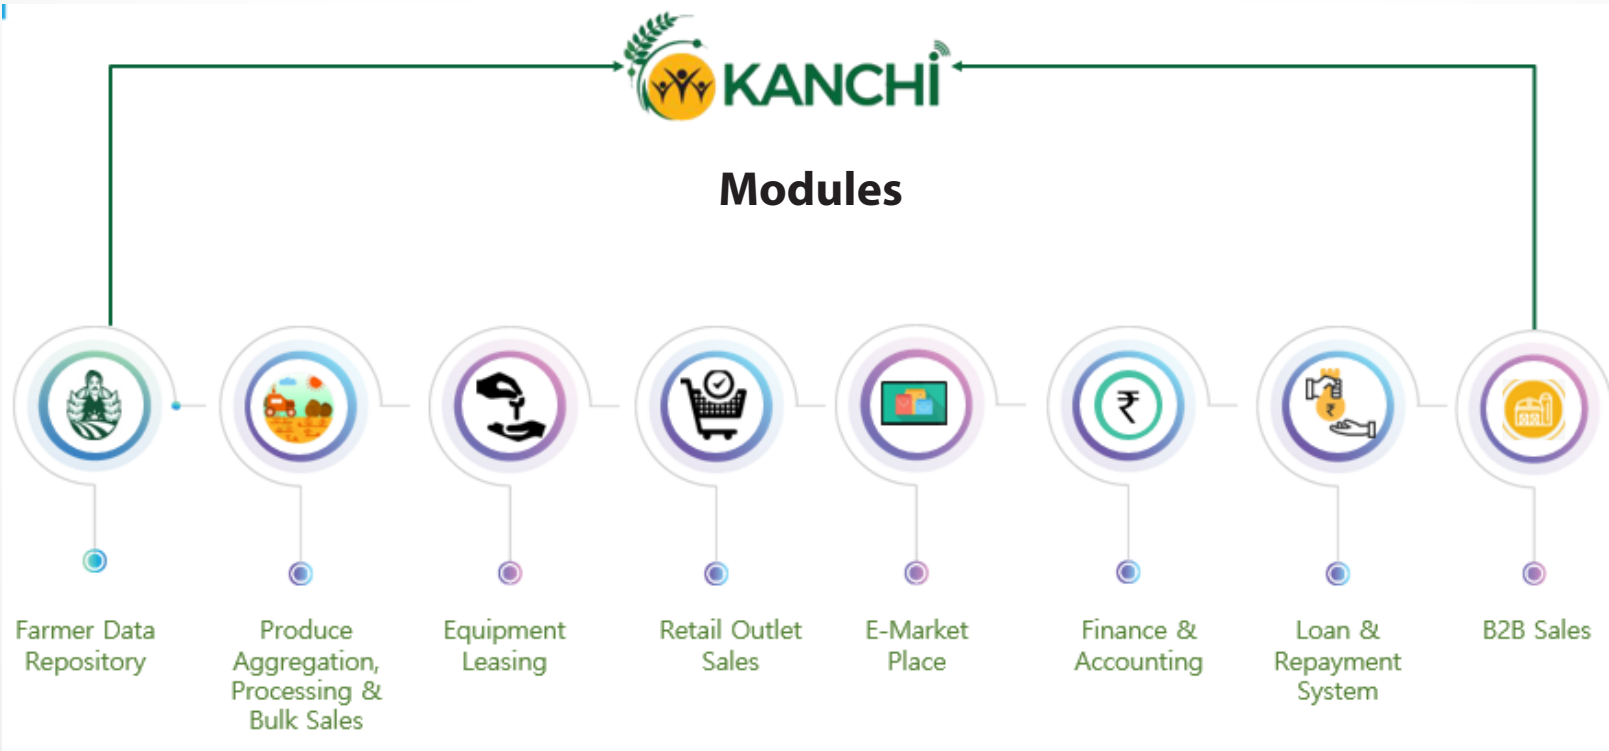 KANCHI
Modules
Farmer Data
Repository
Produce
Aggregation,
Processing &
Bulk Sales
Equipment
Leasing
Retail Outlet
Sales
E-Market
Place
₹
Finance &
Accounting
₹
Loan &
Repayment
System
B2B Sales